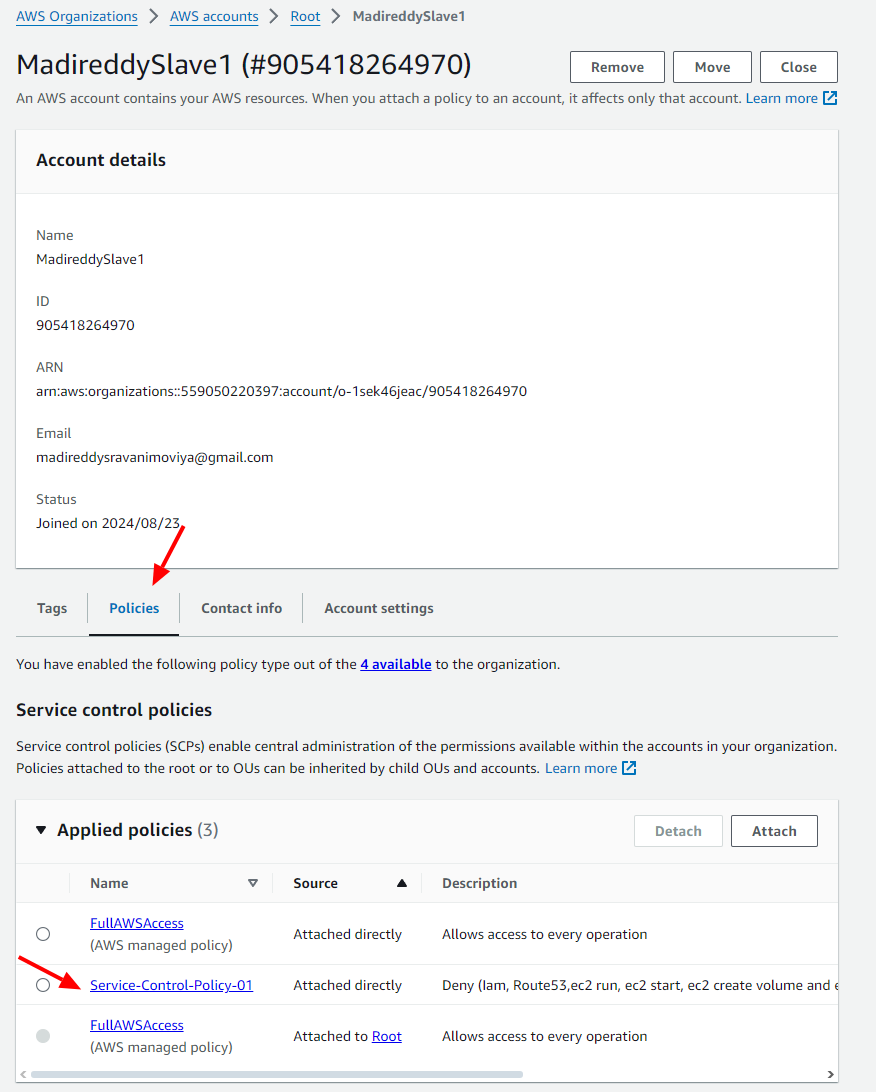 AWS Organizations > AWS accounts > Root > MadireddySlave1
MadireddySlave1 (#905418264970)
Remove Move Close
An AWS account contains your AWS resources. When you attach a policy to an account, it affects only that account. Learn more
Account details
Name
MadireddySlave1
ID
905418264970
ARN
arn:aws:organizations::559050220397:account/o-1sek46jeac/905418264970
Email
madireddysravanimoviya@gmail.com
Status
Joined on 2024/08/23
Tags Policies Contact info Account settings
You have enabled the following policy type out of the 4 available to the organization.
Service control policies
Service control policies (SCPs) enable central administration of the permissions available within the accounts in your organization.
Policies attached to the root or to OUs can be inherited by child OUs and accounts. Learn more
Applied policies (3)
Detach Attach
Name Source Description
FullAWSAccess
(AWS managed policy)
Attached directly Allows access to every operation
Service-Control-Policy-01 Attached directly Deny (Iam, Route53,ec2 run, ec2 start, ec2 create volume and
FullAWSAccess
(AWS managed policy)
Attached to Root Allows access to every operation